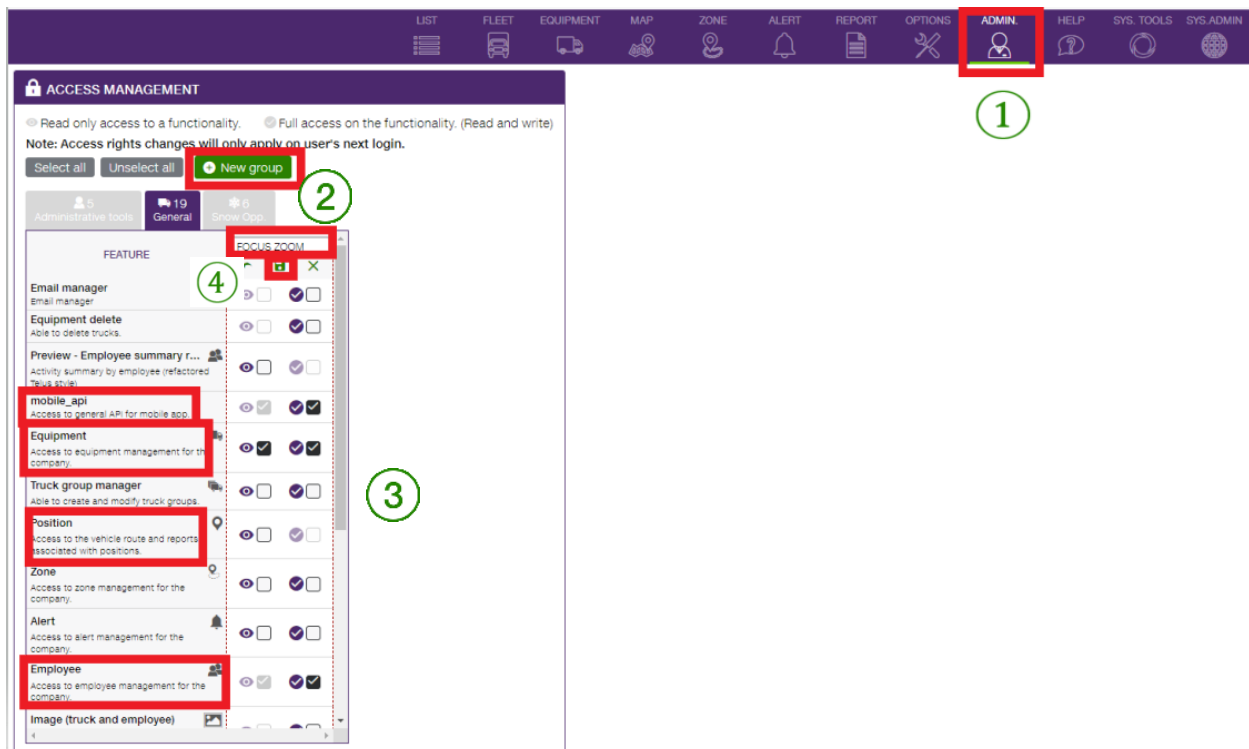 LIST FLEET EQUIPMENT MAP ZONE ALERT REPORT OPTIONS ADMIN. HELP SYS. TOOLS SYS.ADMIN
1
ACCESS MANAGEMENT
Read only access to a functionality. Full access on the functionality. (Read and write)
Note: Access rights changes will only apply on user's next login.
Select all Unselect all New group
2
5 19 6
Administrative tools General Snow Opp.
FEATURE FOCUS ZOOM
4
Email manager
Email manager
Equipment delete
Able to delete trucks.
Preview - Employee summary r...
Activity summary by employee (refactored
Telus style)
mobile_api
Access to general API for mobile app.
Equipment
Access to equipment management for th
company.
3
Truck group manager
Able to create and modify truck groups.
Position
Access to the vehicle route and reports
associated with positions.
Zone
Access to zone management for the
company.
Alert
Access to alert management for the
company.
Employee
Access to employee management for the
company.
Image (truck and employee)